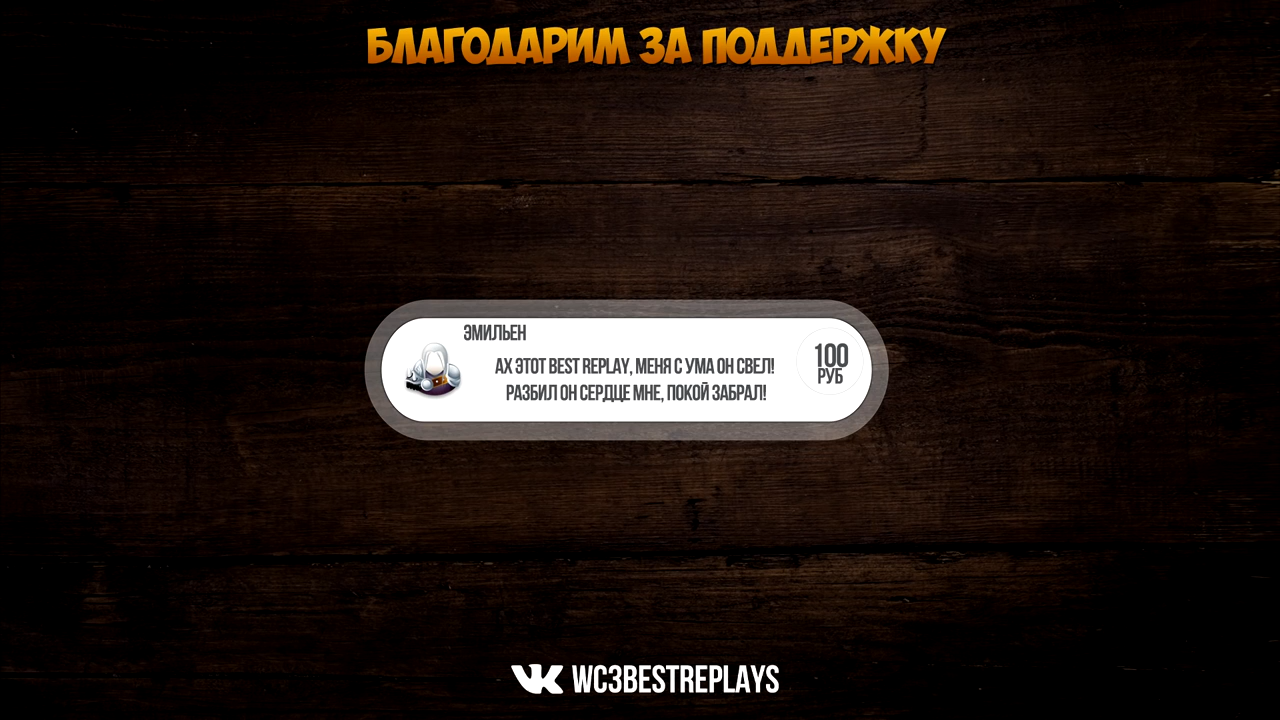 БЛАГОДАРИМ ЗА ПОДДЕРЖКУ
ЭМИЛЬЕН
АХ ЭТОТ BEST REPLAY, МЕНЯ С УМА ОН СВЕЛ!
РАЗБИЛ ОН СЕРДЦЕ МНЕ, ПОКОЙ ЗАБРАЛ!
100
РУБ
WC3BESTREPLAYS